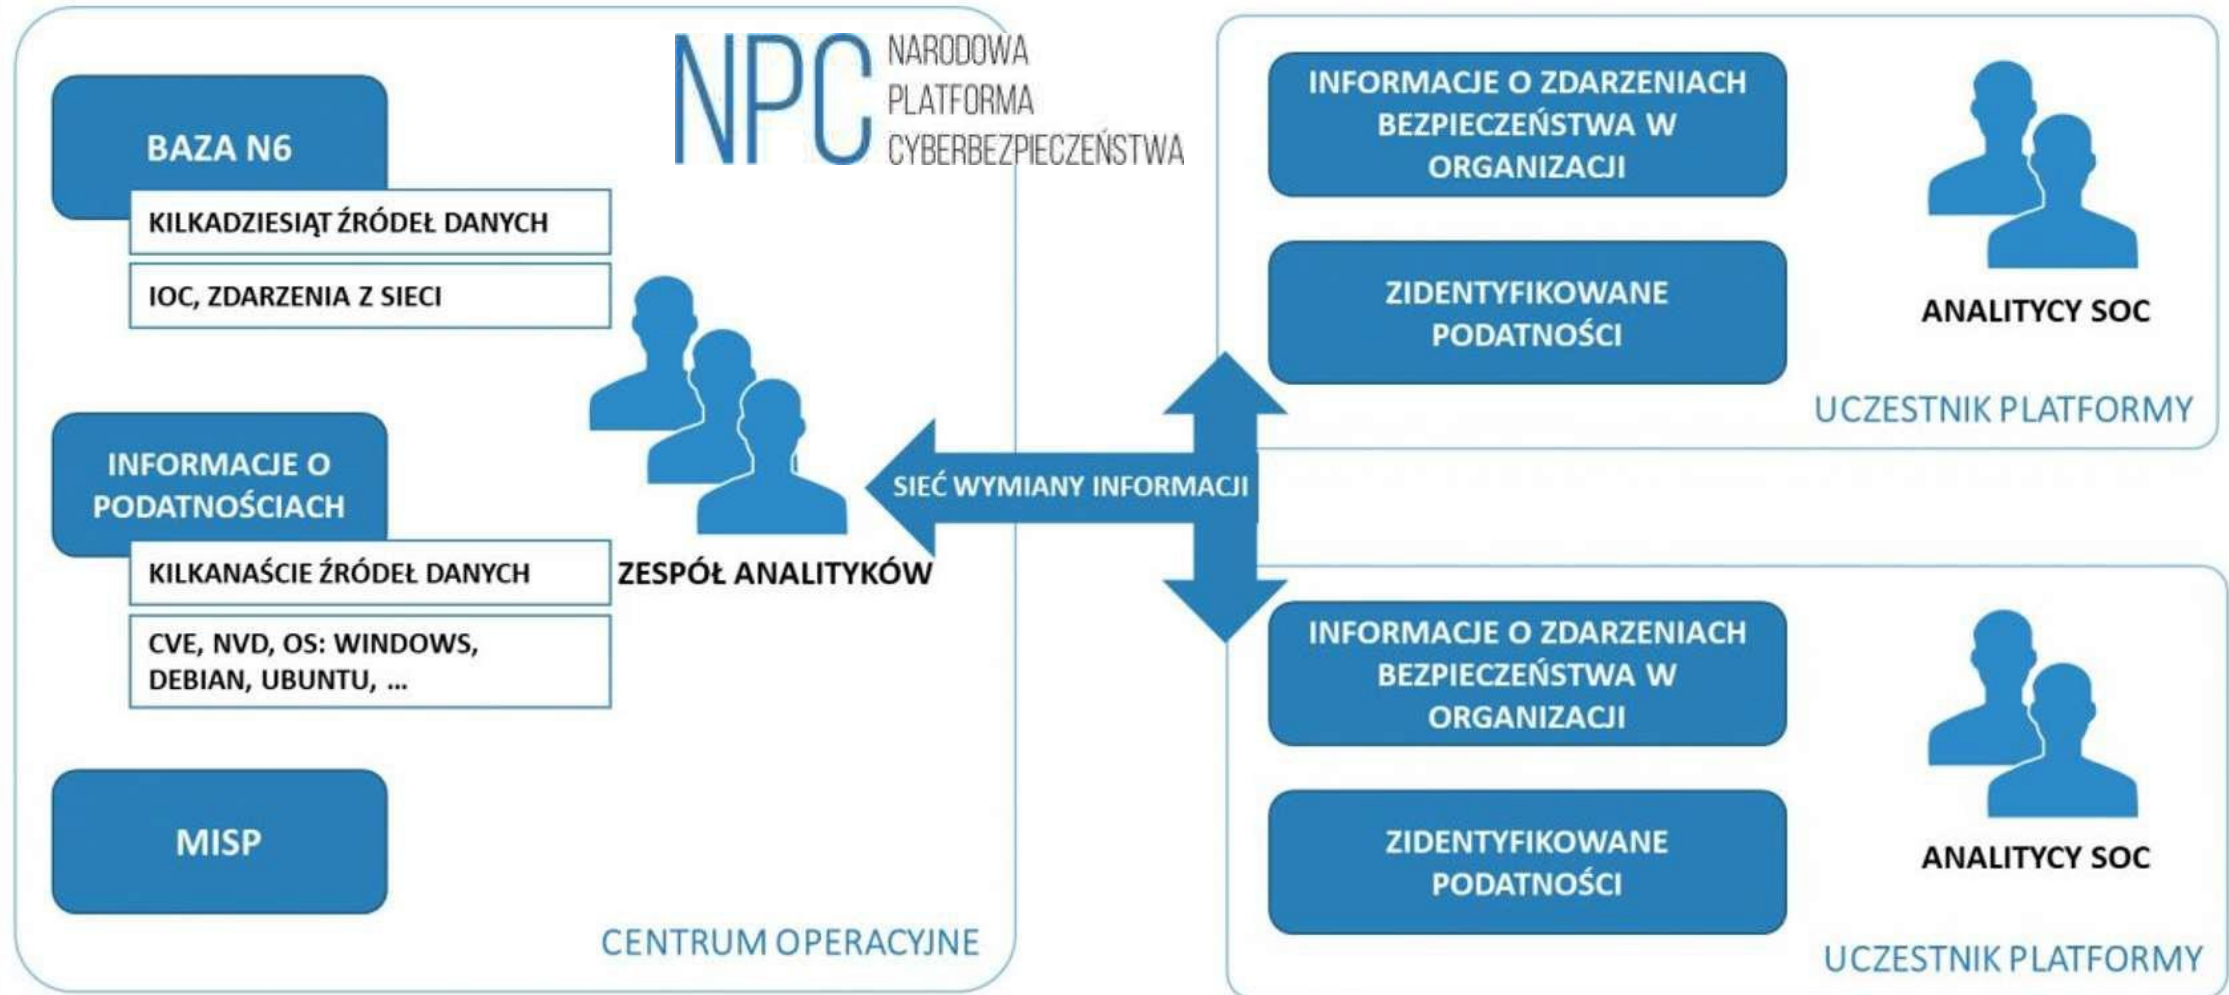 NPC
NARODOWA
PLATFORMA
CYBERBEZPIECZEŃSTWA
BAZA N6
KILKADZIESIĄT ŹRÓDEŁ DANYCH
IOC, ZDARZENIA Z SIECI
INFORMACJE O
PODATNOŚCIACH
KILKANAŚCIE ŹRÓDEŁ DANYCH
CVE, NVD, OS: WINDOWS,
DEBIAN, UBUNTU, ...
MISP
ZESPÓŁ ANALITYKÓW
CENTRUM OPERACYJNE
SIEĆ WYMIANY INFORMACJI
INFORMACJE O ZDARZENIACH
BEZPIECZEŃSTWA W
ORGANIZACJI
ZIDENTYFIKOWANE
PODATNOŚCI
ANALITYCY SOC
UCZESTNIK PLATFORMY
INFORMACJE O ZDARZENIACH
BEZPIECZEŃSTWA W
ORGANIZACJI
ZIDENTYFIKOWANE
PODATNOŚCI
ANALITYCY SOC
UCZESTNIK PLATFORMY